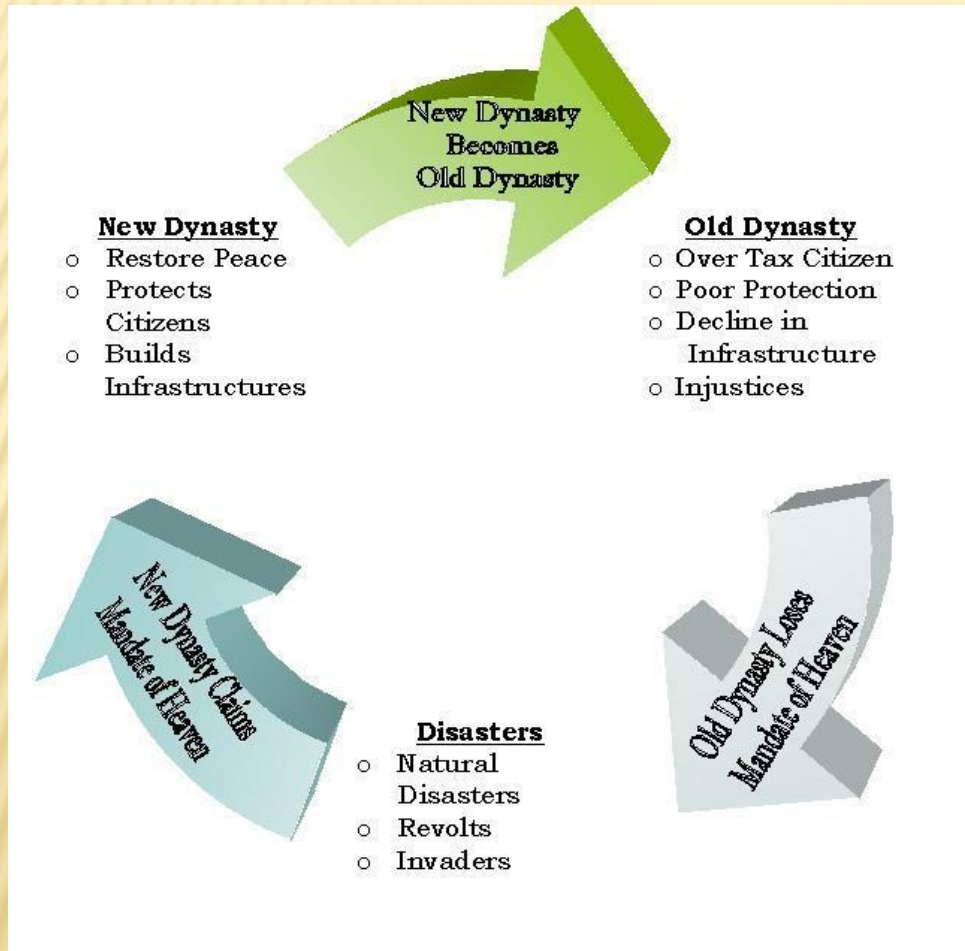 New Dynasty
Becomes
Old Dynasty
New Dynasty
o Restore Peace
o Protects
Citizens
o Builds
Infrastructures
Old Dynasty
o Over Tax Citizen
o Poor Protection
o Decline in
Infrastructure
o Injustices
Old Dynasty Loses
Mandate of Heaven
Disasters
o Natural
Disasters
o Revolts
o Invaders
New Dynasty Claims
Mandate of Heaven